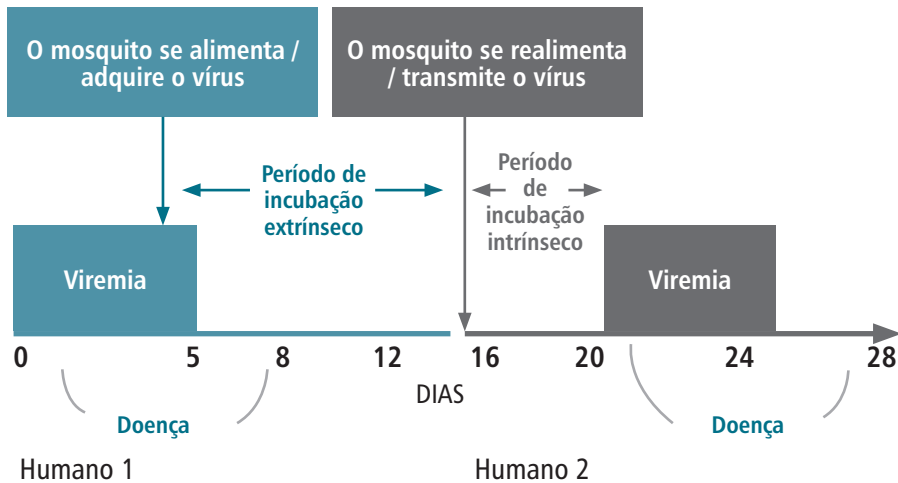 O mosquito se alimenta /
adquire o vírus
O mosquito se realimenta
/ transmite o vírus
Período de
incubação
extrínseco
Período
de
incubação
intrínseco
Viremia
Viremia
0 5 8 12 16 20 24 28
DIAS
Doença
Doença
Humano 1
Humano 2